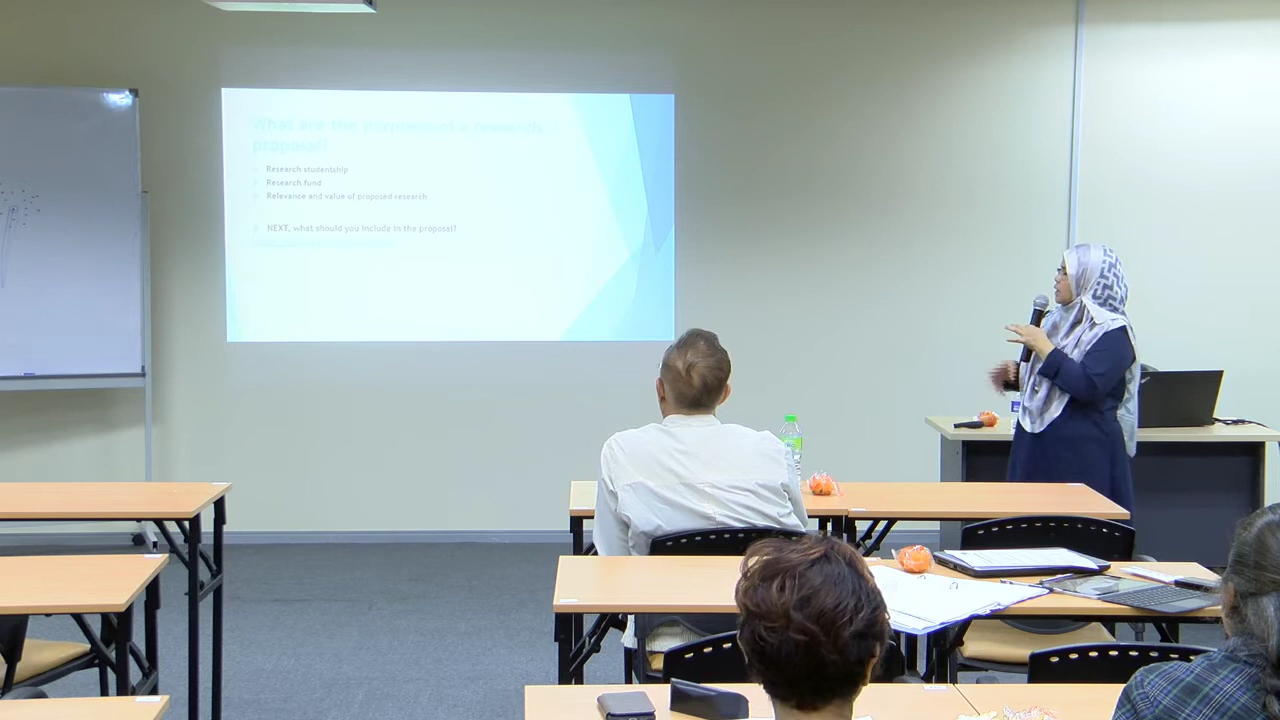 What are the purposes of a research
proposal?
Research studentship
Research fund
Relevance and value of proposed research
NEXT, what should you include in the proposal?